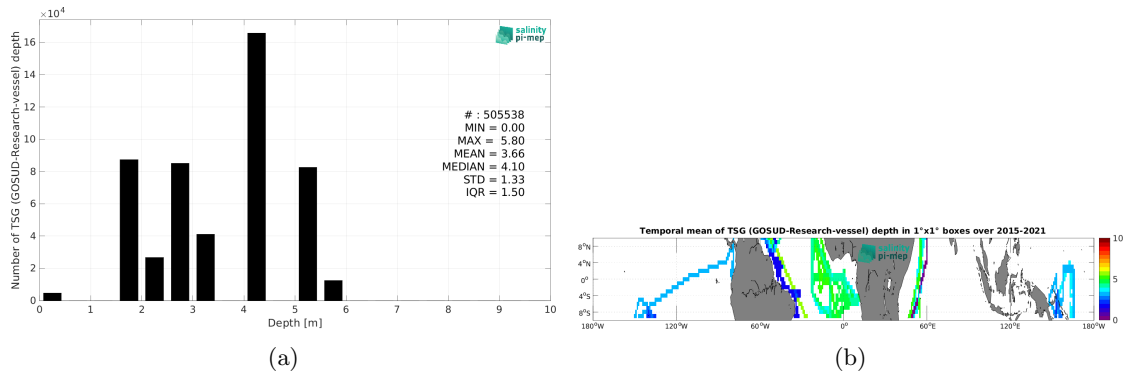 ×10⁴
salinity
pi-mep
16
14
12
10
8
6
4
2
0
Number of TSG (GOSUD-Research-vessel) depth
# : 505538
MIN = 0.00
MAX = 5.80
MEAN = 3.66
MEDIAN = 4.10
STD = 1.33
IQR = 1.50
0 1 2 3 4 5 6 7 8 9 10
Depth [m]
(a)
Temporal mean of TSG (GOSUD-Research-vessel) depth in 1°x1° boxes over 2015-2021
salinity
pi-mep
8°N
4°N
0°
4°S
8°S
180°W 120°W 60°W 0° 60°E 120°E 180°W
10
5
0
(b)